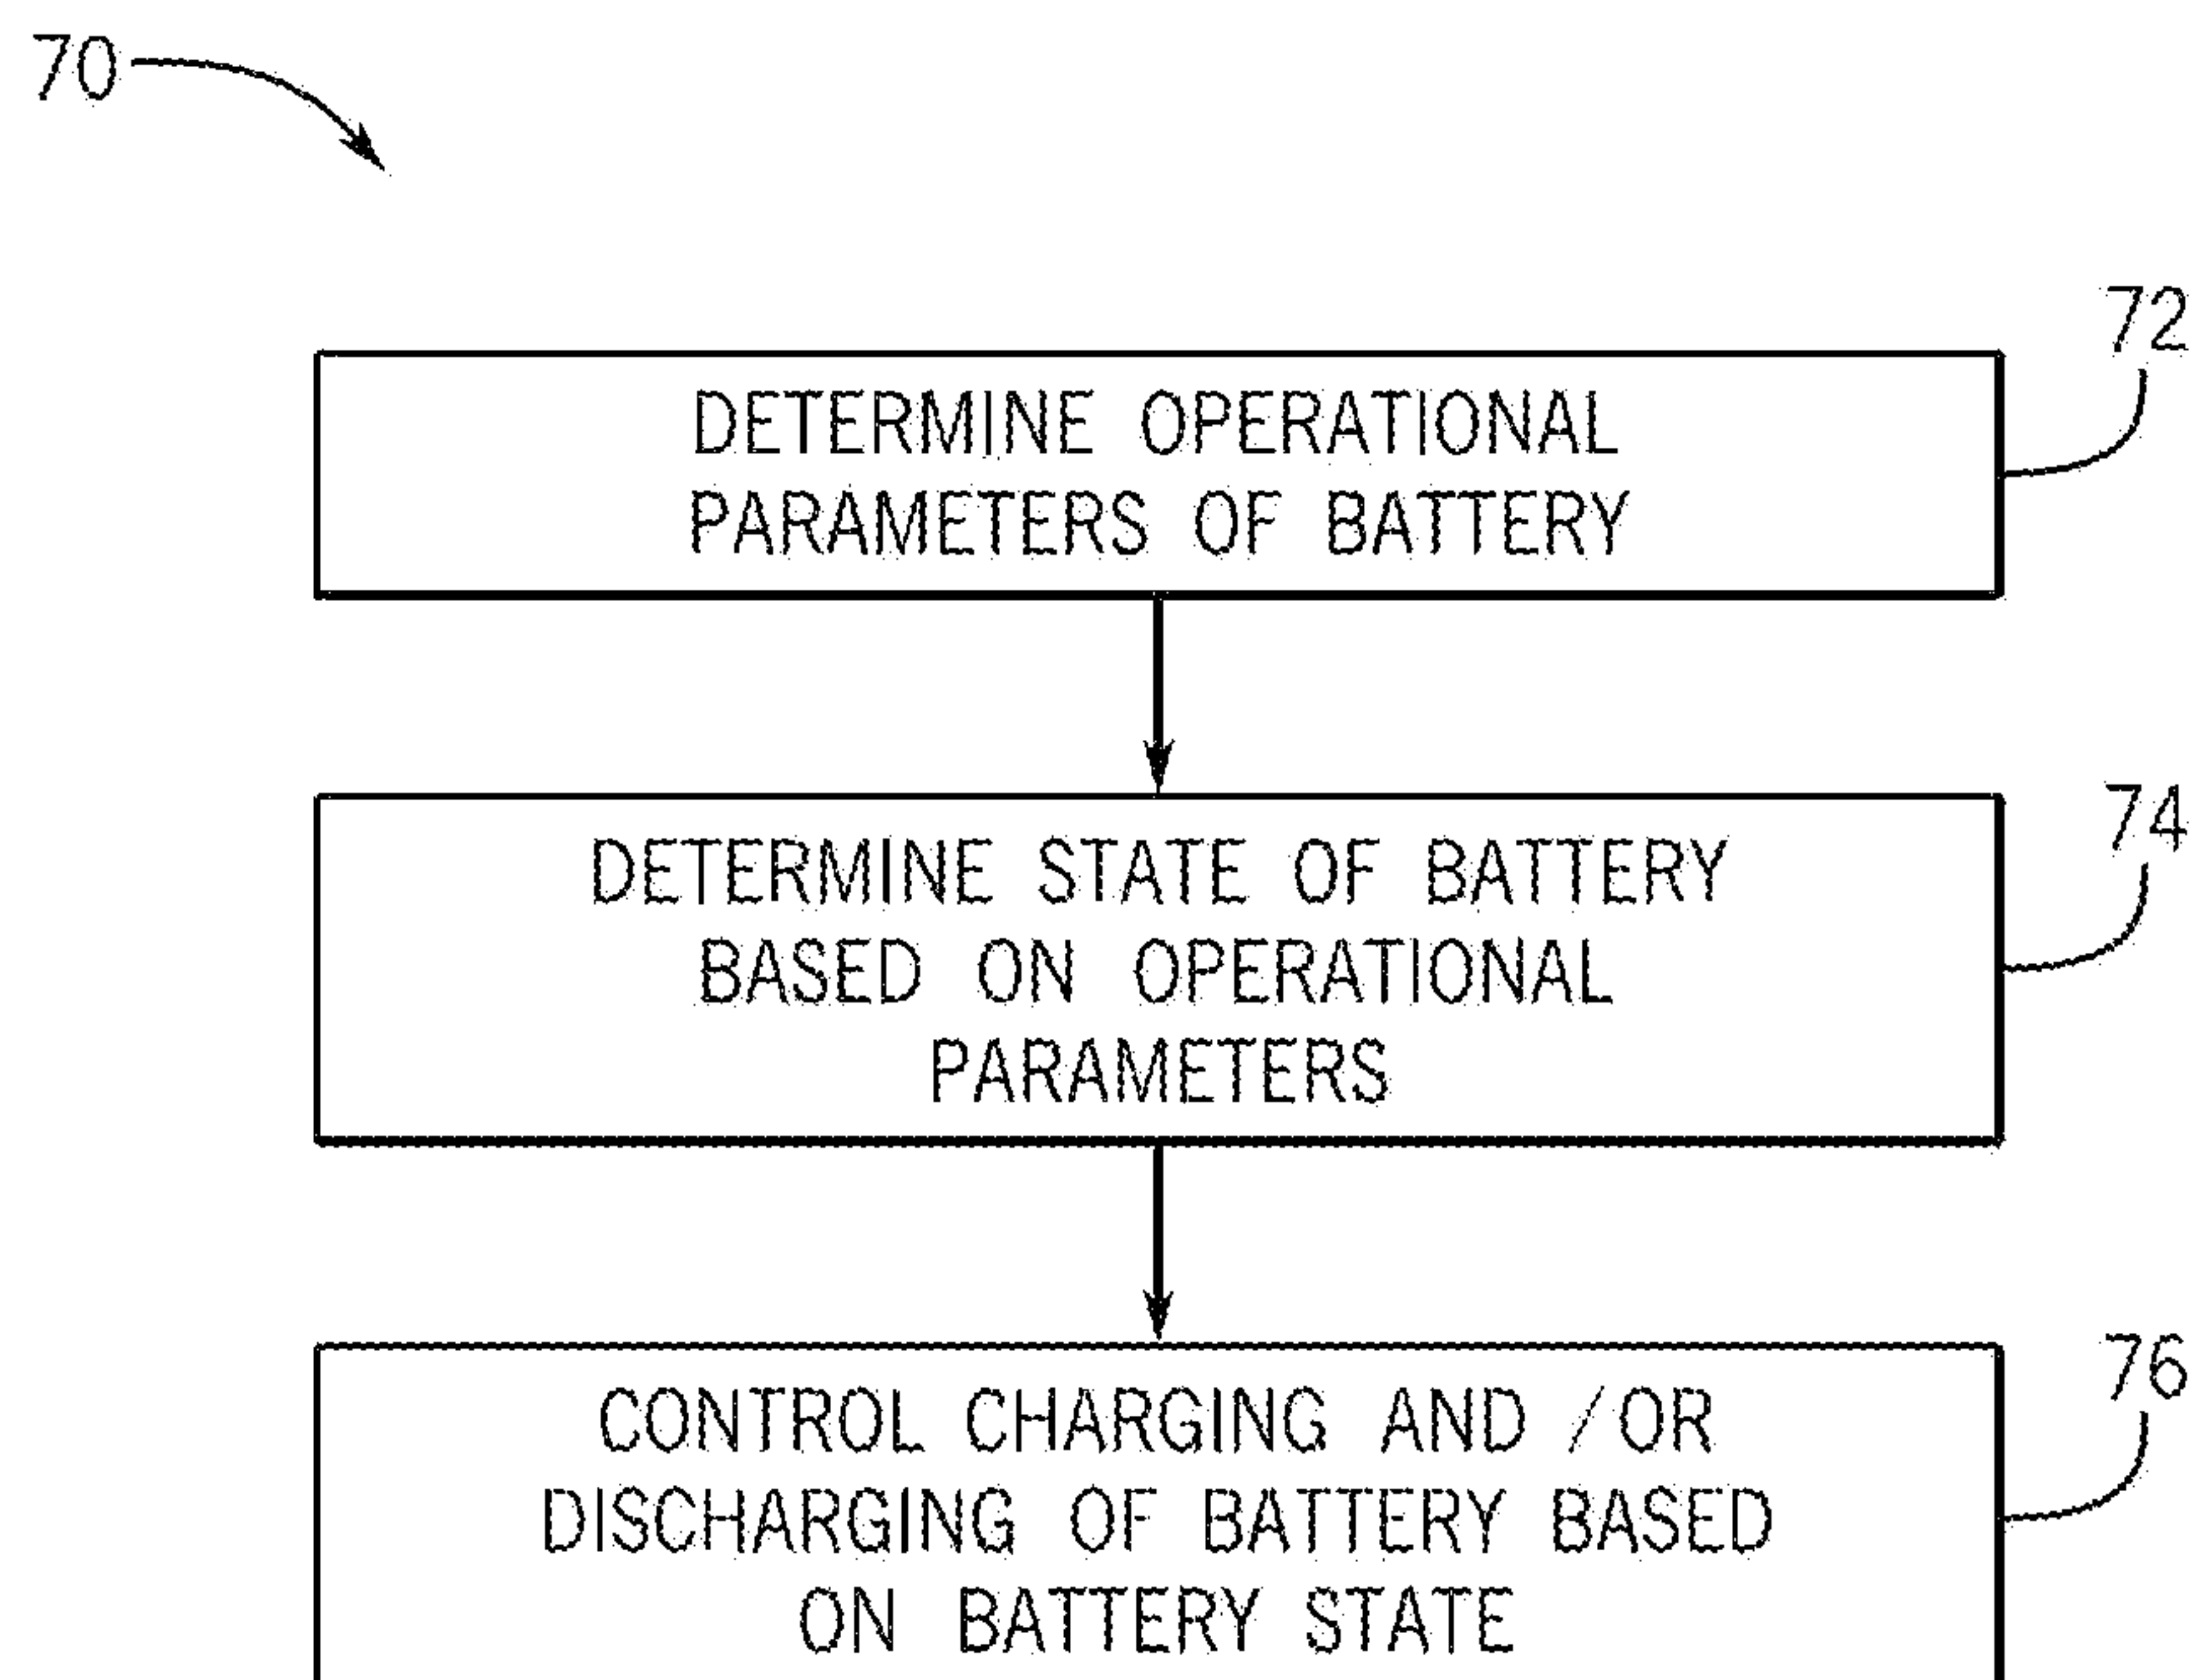 70
72
DETERMINE OPERATIONAL
PARAMETERS OF BATTERY
74
DETERMINE STATE OF BATTERY
BASED ON OPERATIONAL
PARAMETERS
76
CONTROL CHARGING AND /OR
DISCHARGING OF BATTERY BASED
ON BATTERY STATE